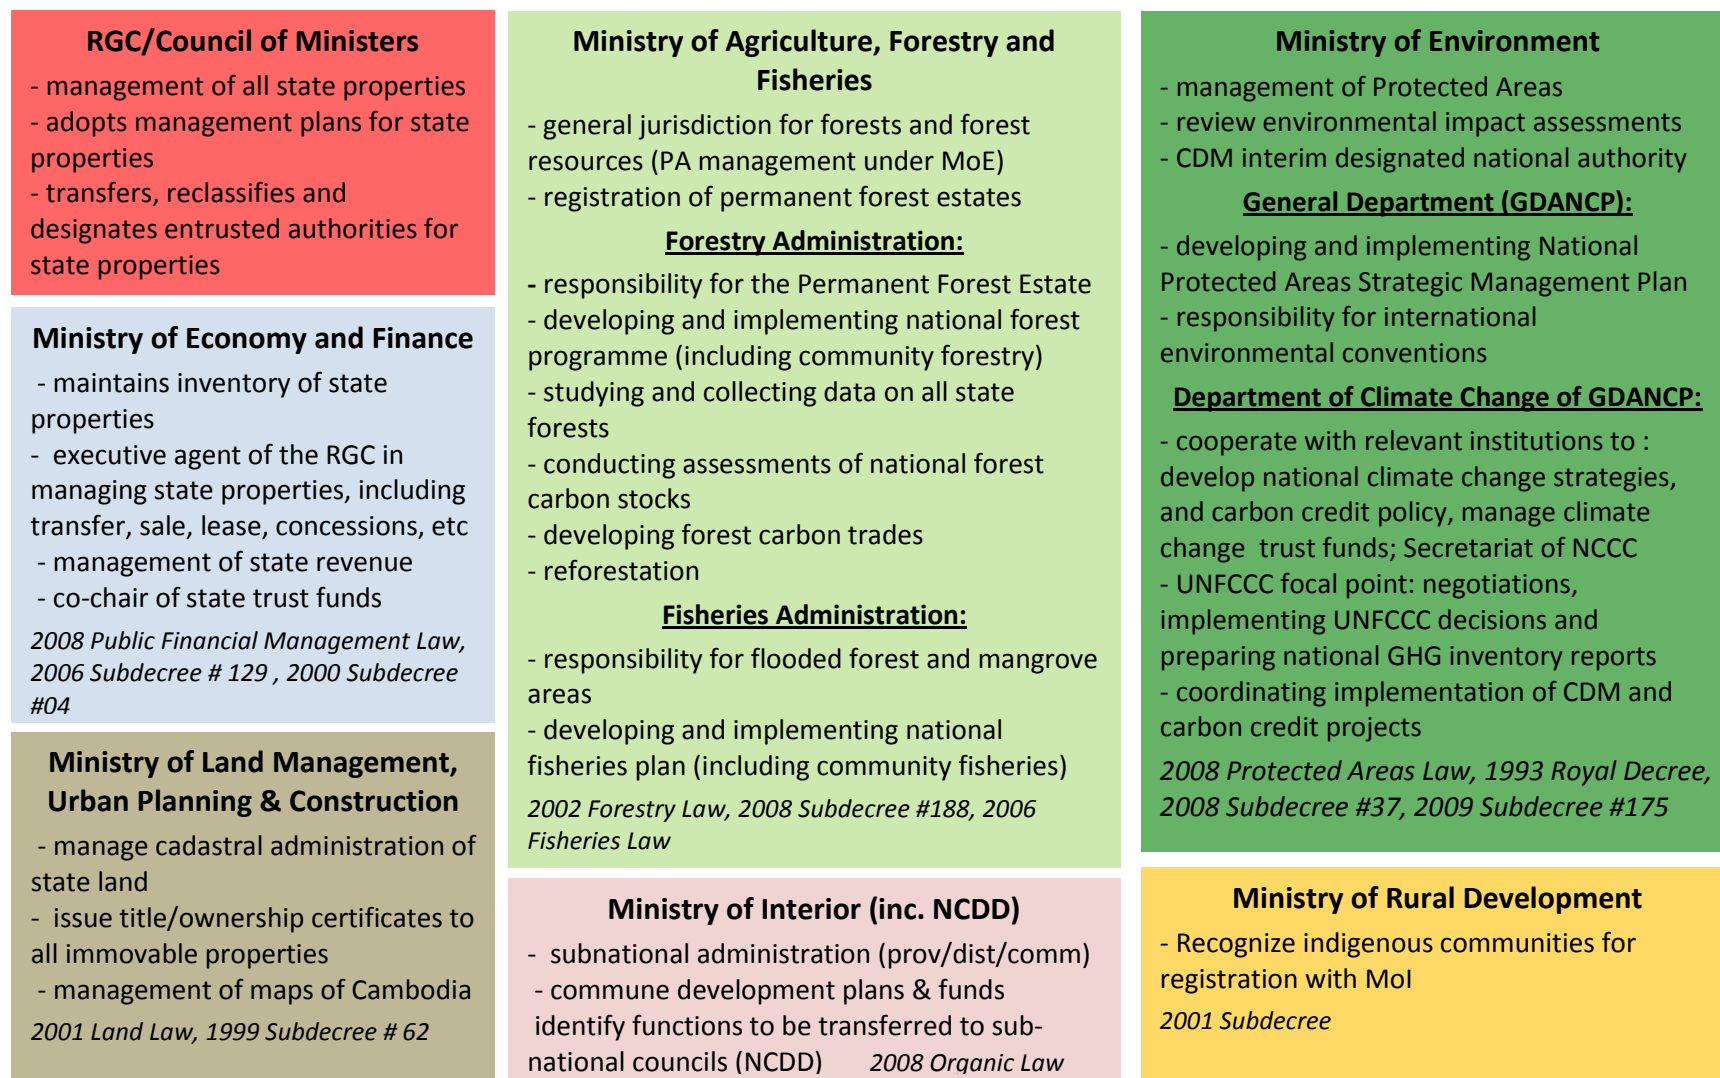 RGC/Council of Ministers
- management of all state properties
- adopts management plans for state
properties
- transfers, reclassifies and
designates entrusted authorities for
state properties
Ministry of Economy and Finance
- maintains inventory of state
properties
- executive agent of the RGC in
managing state properties, including
transfer, sale, lease, concessions, etc
- management of state revenue
- co-chair of state trust funds
2008 Public Financial Management Law,
2006 Subdecree # 129 , 2000 Subdecree
#04
Ministry of Land Management,
Urban Planning & Construction
- manage cadastral administration of
state land
- issue title/ownership certificates to
all immovable properties
- management of maps of Cambodia
2001 Land Law, 1999 Subdecree # 62
Ministry of Agriculture, Forestry and
Fisheries
- general jurisdiction for forests and forest
resources (PA management under MoE)
- registration of permanent forest estates
Forestry Administration:
- responsibility for the Permanent Forest Estate
- developing and implementing national forest
programme (including community forestry)
- studying and collecting data on all state
forests
- conducting assessments of national forest
carbon stocks
- developing forest carbon trades
- reforestation
Fisheries Administration:
- responsibility for flooded forest and mangrove
areas
- developing and implementing national
fisheries plan (including community fisheries)
2002 Forestry Law, 2008 Subdecree #188, 2006
Fisheries Law
Ministry of Interior (inc. NCDD)
- subnational administration (prov/dist/comm)
- commune development plans & funds
identify functions to be transferred to sub-
national councils (NCDD) 2008 Organic Law
Ministry of Environment
- management of Protected Areas
- review environmental impact assessments
- CDM interim designated national authority
General Department (GDANCP):
- developing and implementing National
Protected Areas Strategic Management Plan
- responsibility for international
environmental conventions
Department of Climate Change of GDANCP:
- cooperate with relevant institutions to :
develop national climate change strategies,
and carbon credit policy, manage climate
change trust funds; Secretariat of NCCC
- UNFCCC focal point: negotiations,
implementing UNFCCC decisions and
preparing national GHG inventory reports
- coordinating implementation of CDM and
carbon credit projects
2008 Protected Areas Law, 1993 Royal Decree,
2008 Subdecree #37, 2009 Subdecree #175
Ministry of Rural Development
- Recognize indigenous communities for
registration with MoI
2001 Subdecree